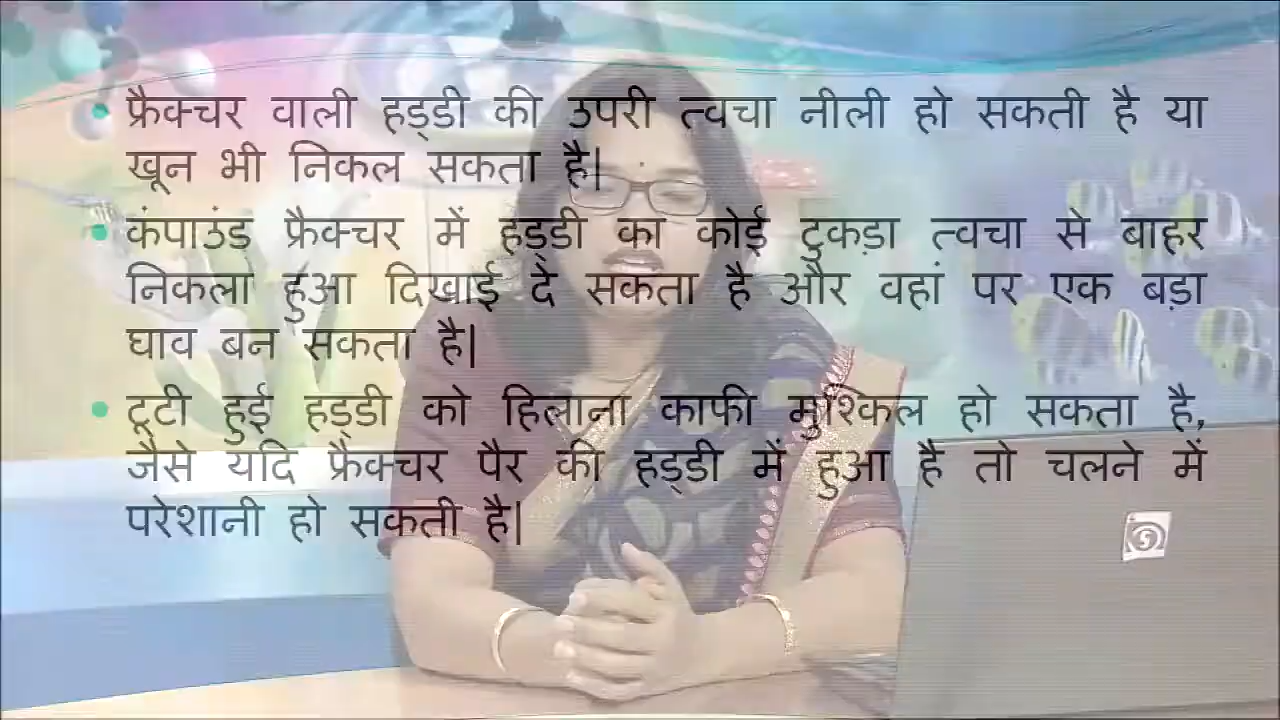 फ्रैक्चर वाली हड्डी की उपरी त्वचा नीली हो सकती है या
खून भी निकल सकता है|
कंपाउंड फ्रैक्चर में हड्डी का कोई टुकड़ा त्वचा से बाहर
निकला हुआ दिखाई दे सकता है और वहां पर एक बड़ा
घाव बन सकता है|
टूटी हुई हड्डी को हिलाना काफी मुश्किल हो सकता है,
जैसे यदि फ्रैक्चर पैर की हड्डी में हुआ है तो चलने में
परेशानी हो सकती है|